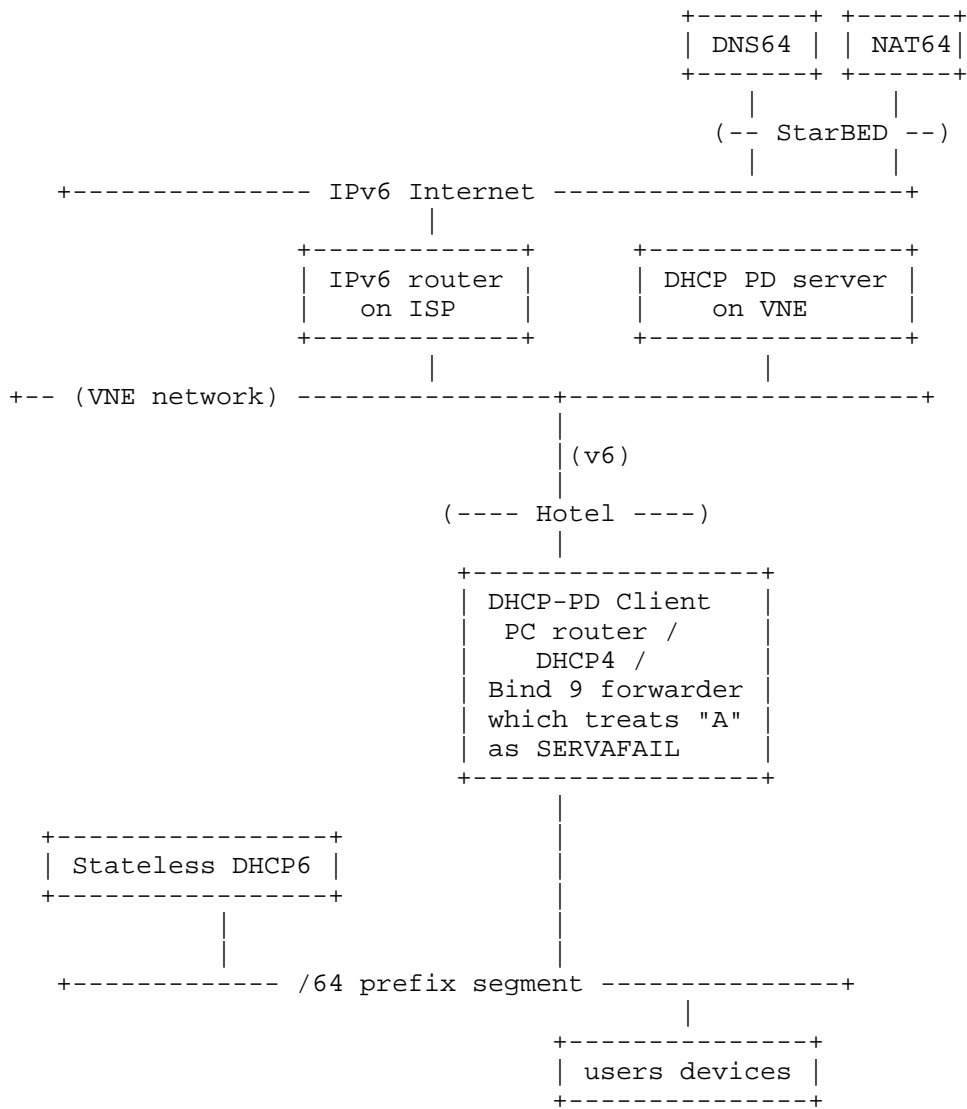 DNS64 NAT64
(-- StarBED --)
IPv6 Internet
IPv6 router DHCP PD server
on ISP on VNE
(VNE network)
(v6)
(---- Hotel ----)
DHCP-PD Client
PC router /
DHCP4 /
Bind 9 forwarder
which treats "A"
as SERVAFAIL
Stateless DHCP6
/64 prefix segment
users devices